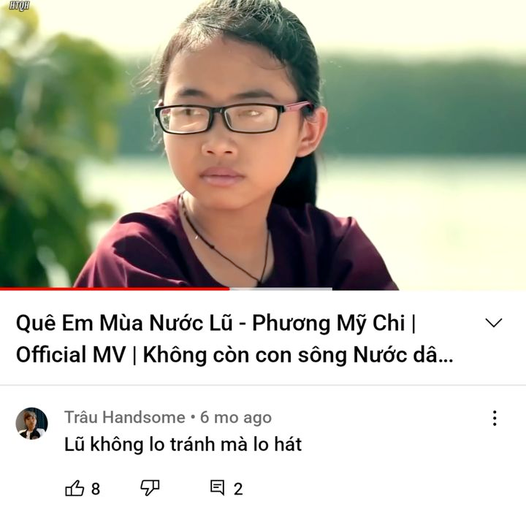 HTQH
Quê Em Mùa Nước Lũ - Phương Mỹ Chi |
Official MV | Không còn con sông Nước dâ...
Trâu Handsome • 6 mo ago
Lũ không lo tránh mà lo hát
8
2